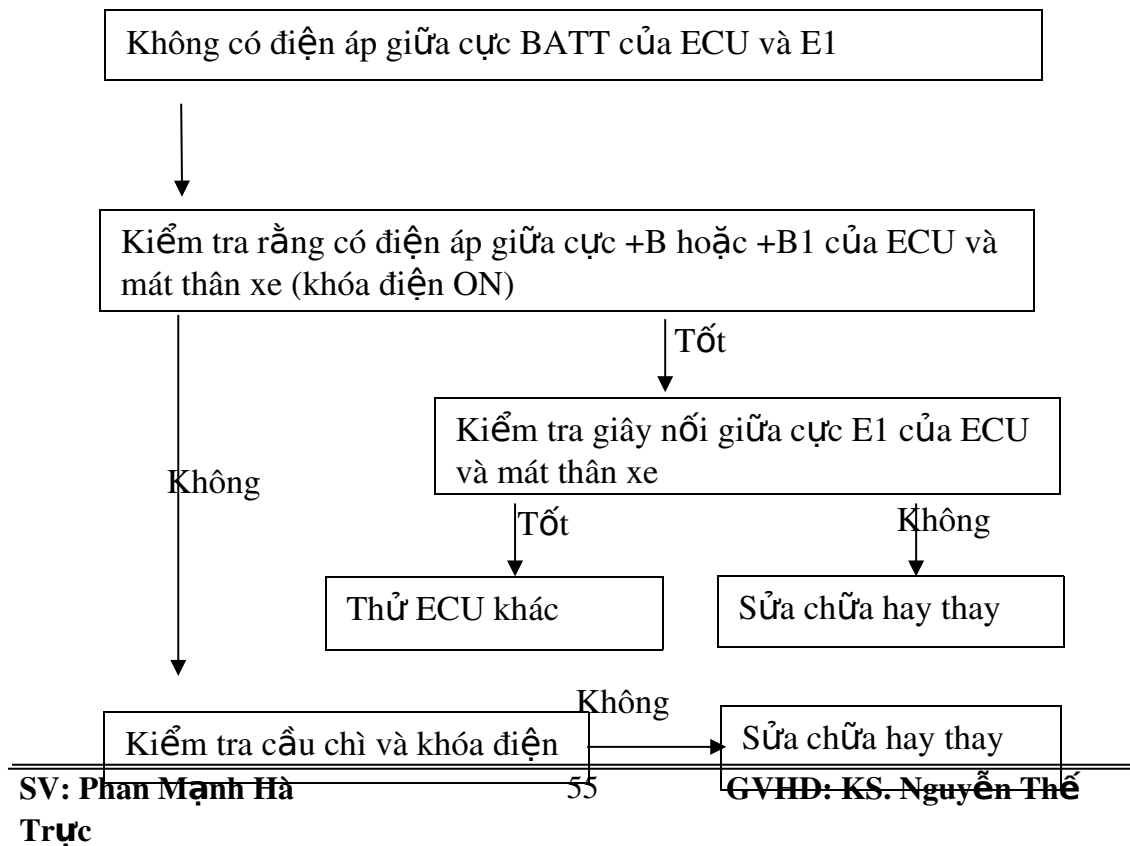 Không có điện áp giữa cực BATT của ECU và E1
Kiểm tra rằng có điện áp giữa cực +B hoặc +B1 của ECU và
mát thân xe (khóa điện ON)
Tốt
Kiểm tra giây nối giữa cực E1 của ECU
và mát thân xe
Không
Tốt
Không
Thử ECU khác
Sửa chữa hay thay
Không
Kiểm tra cầu chì và khóa điện
Sửa chữa hay thay
SV: Phan Mạnh Hà 55 GVHD: KS. Nguyễn Thế
Trực